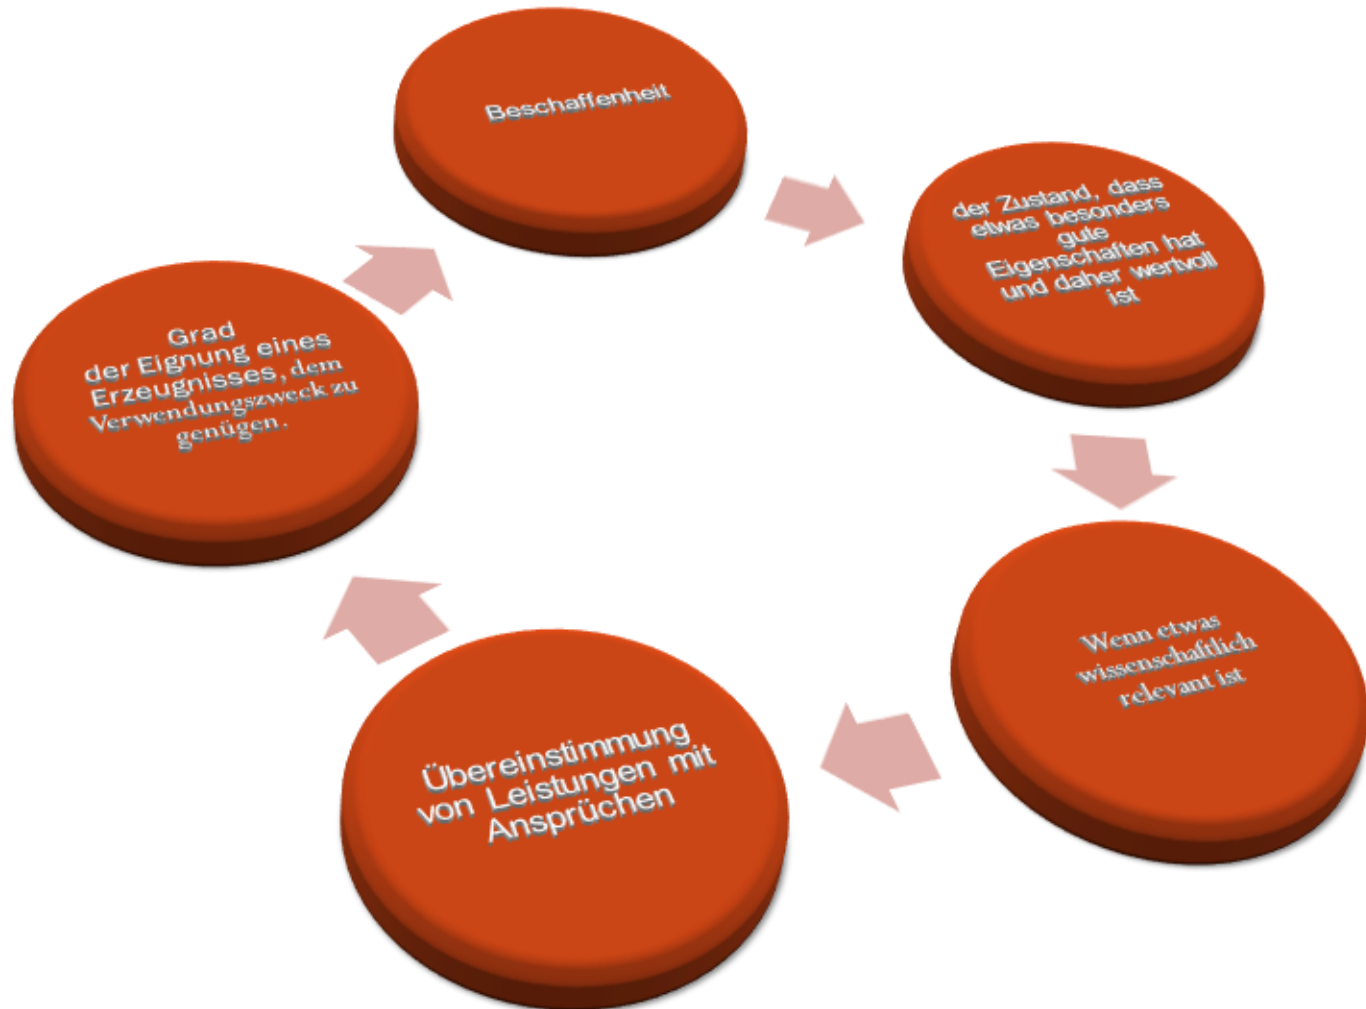 Beschaffenheit
der Zustand, dass
etwas besonders
gute
Eigenschaften hat
und daher wertvoll
ist
Wenn etwas
wissenschaftlich
relevant ist
Übereinstimmung
von Leistungen mit
Ansprüchen
Grad
der Eignung eines
Erzeugnisses, dem
Verwendungszweck zu
genügen.